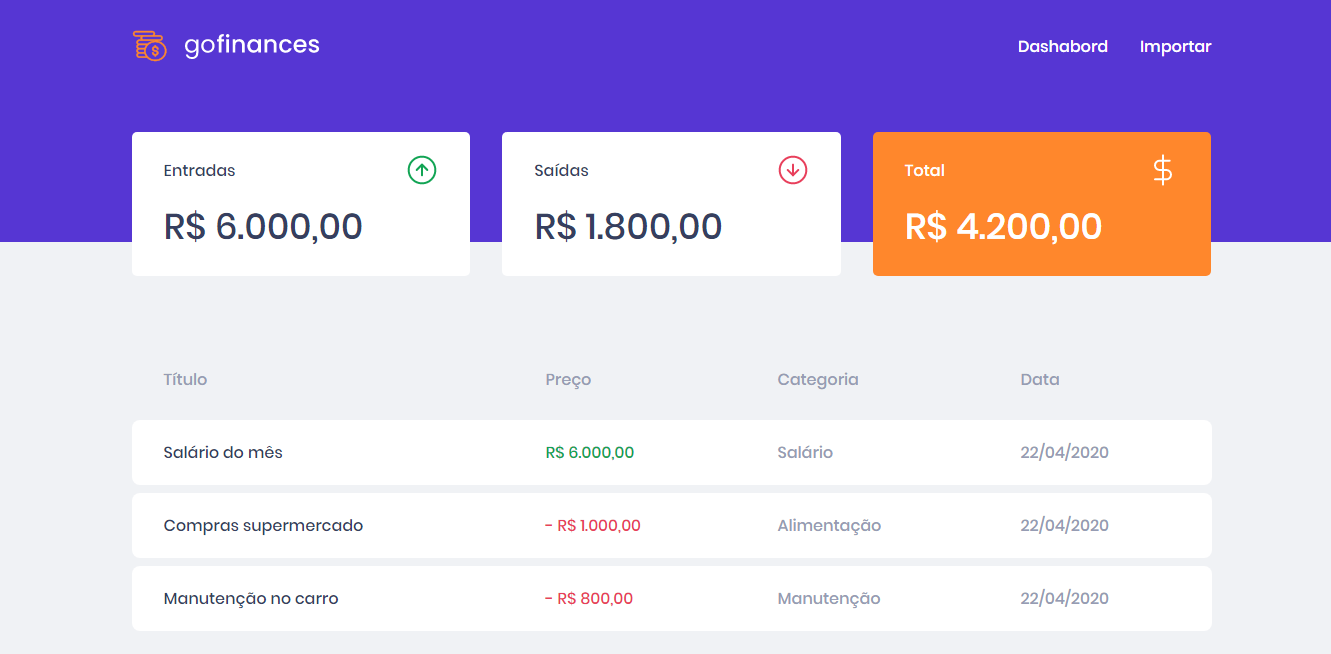 gofinances Dashabord Importar
Entradas Saídas Total
R$ 6.000,00 R$ 1.800,00 R$ 4.200,00
Título Preço Categoria Data
Salário do mês R$ 6.000,00 Salário 22/04/2020
Compras supermercado - R$ 1.000,00 Alimentação 22/04/2020
Manutenção no carro - R$ 800,00 Manutenção 22/04/2020